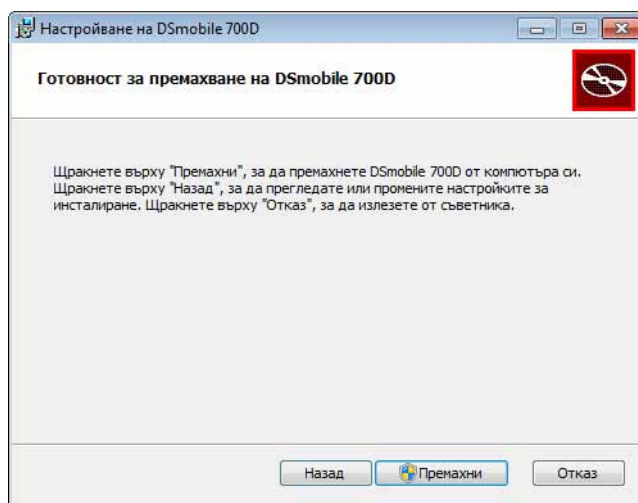 Настройване на DSmobile 700D
Готовност за премахване на DSmobile 700D
Щракнете върху "Премахни", за да премахнете DSmobile 700D от компютъра си.
Щракнете върху "Назад", за да прегледате или промените настройките за
инсталиране. Щракнете върху "Отказ", за да излезете от съветника.
Назад
Премахни
Отказ